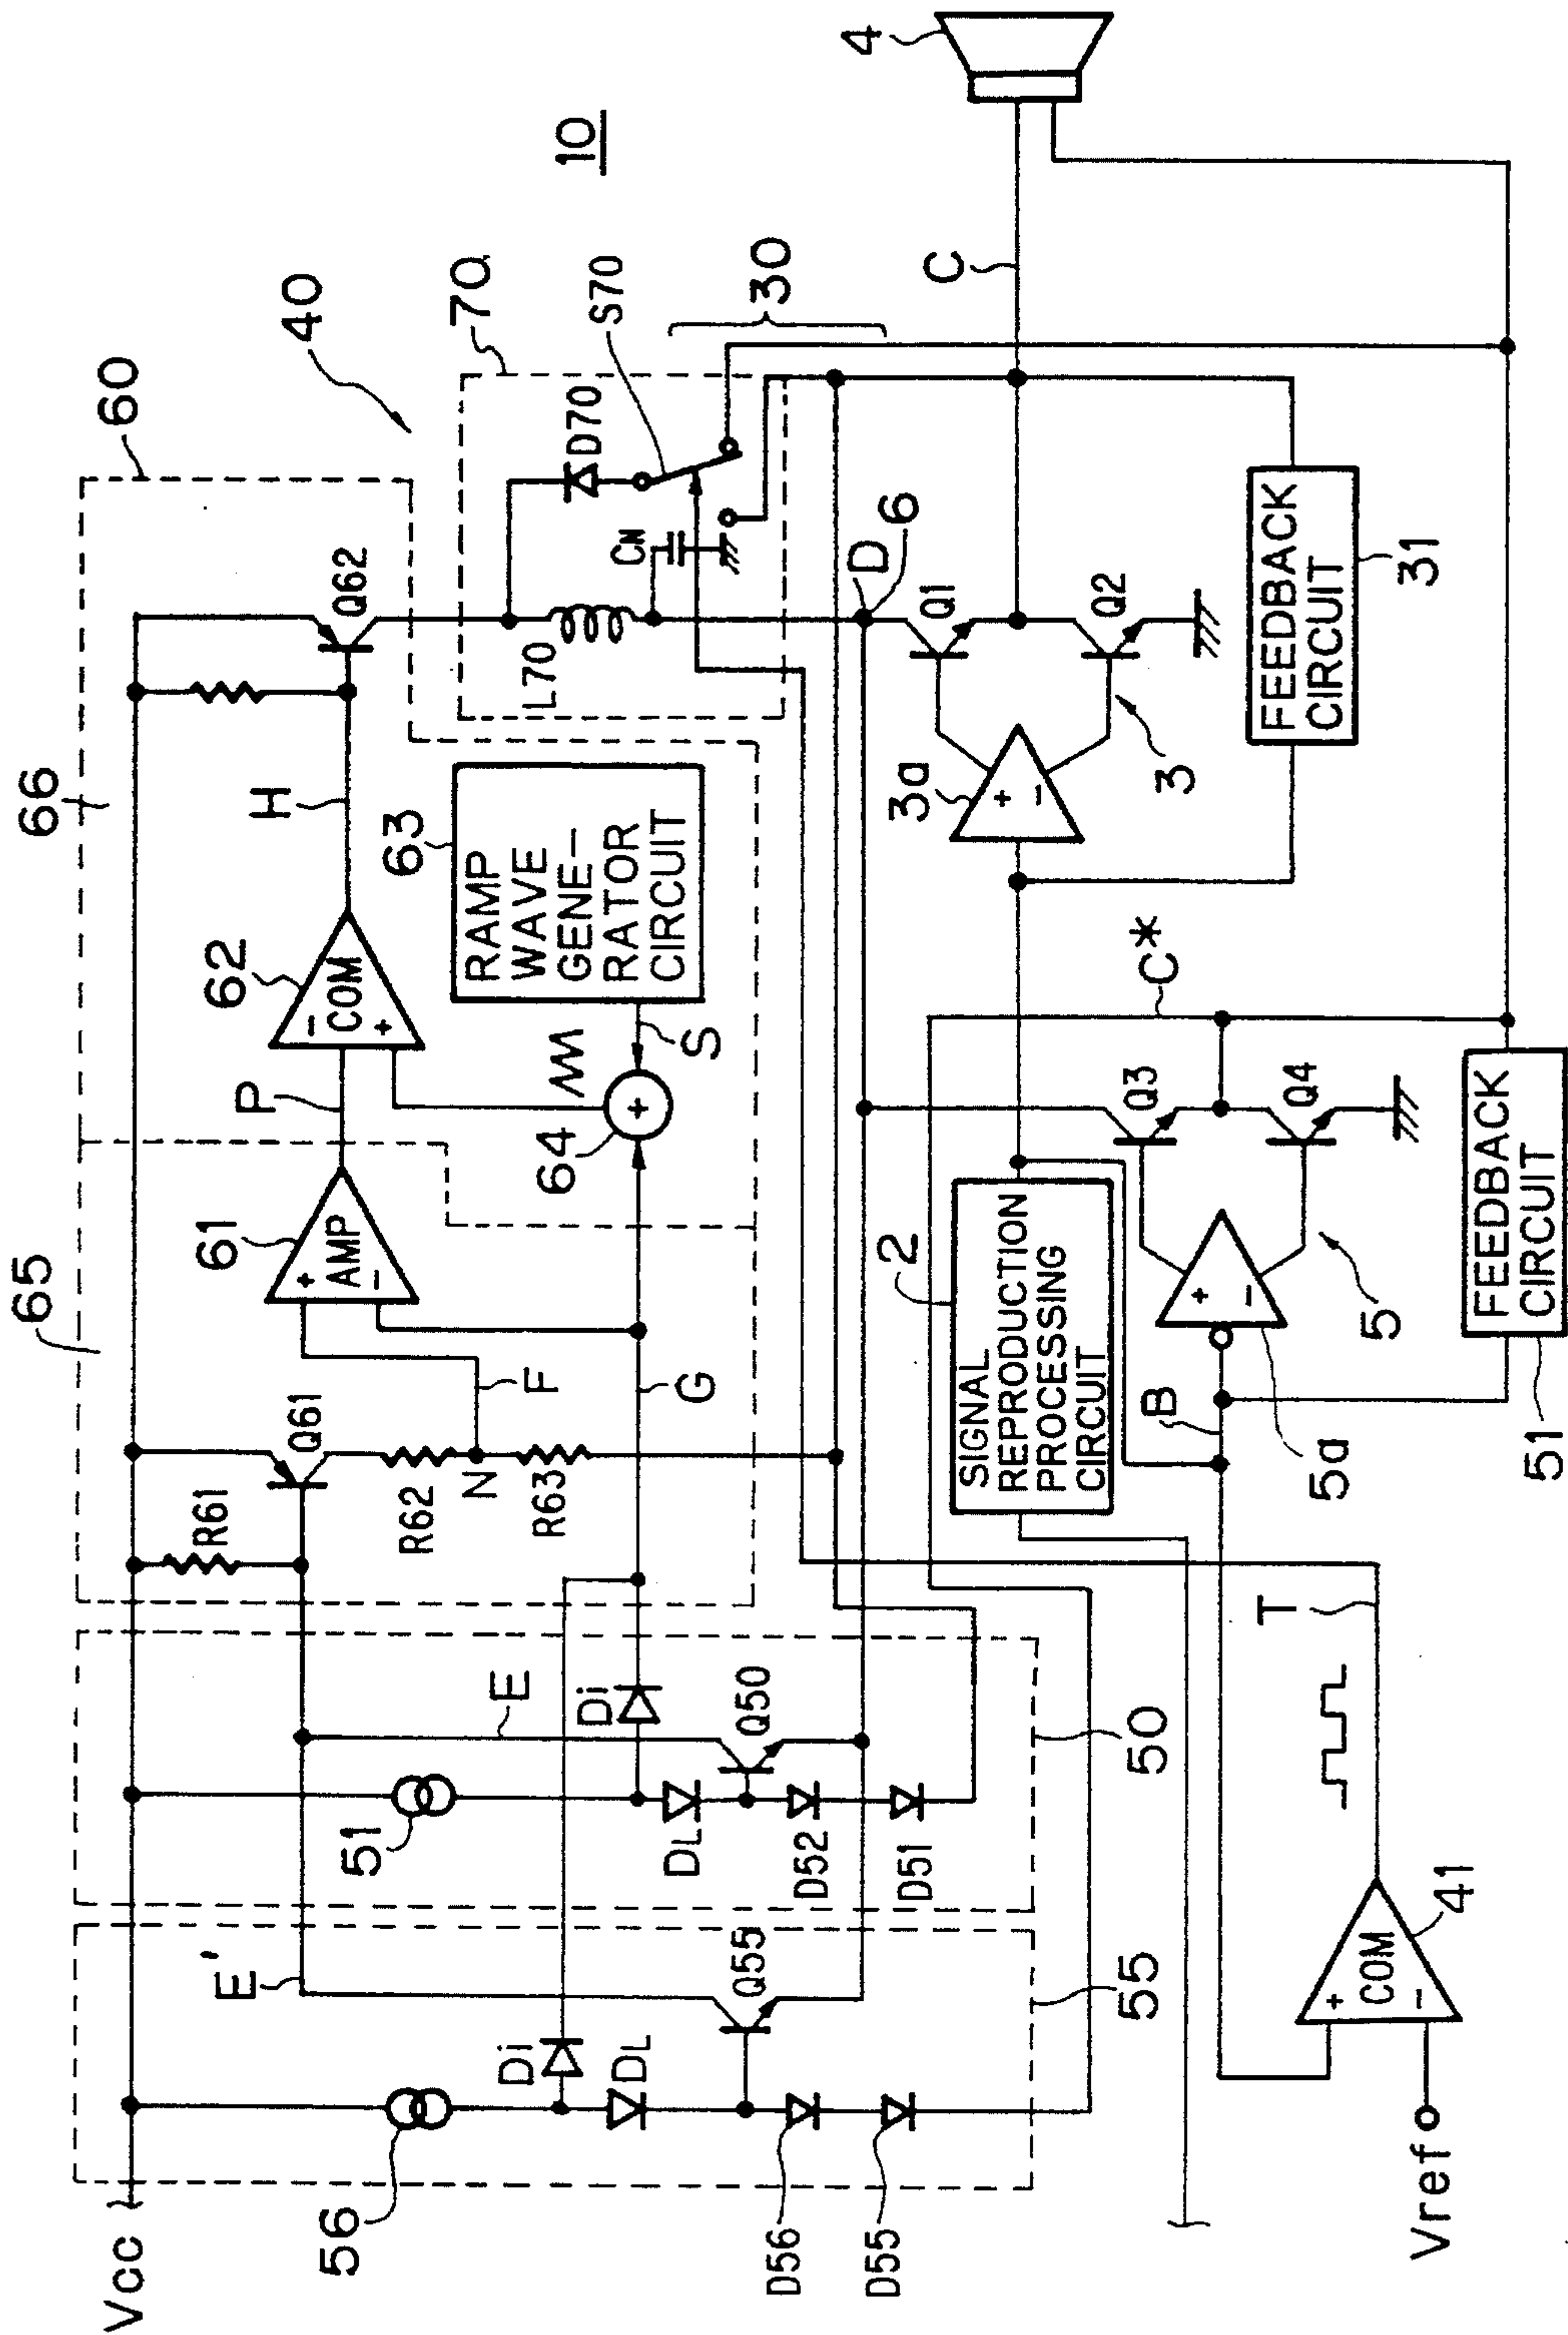 10
4
40
60
66
65
70
30
S70
D70
CN
L70
Q62
H
62
COM
-
+
P
63
RAMP
WAVE
GENE-
RATOR
CIRCUIT
S
64
+
61
AMP
+
-
F
G
Q61
R61
R62
N
R63
C
D
6
Q1
Q2
3a
+
-
3
FEEDBACK
CIRCUIT
31
C*
Q3
Q4
2
SIGNAL
REPRODUCTION
PROCESSING
CIRCUIT
B
5a
+
-
5
FEEDBACK
CIRCUIT
51
T
E
Di
Q50
50
51
DL
D52
D51
E'
Q55
55
Di
DL
56
D56
D55
Vcc
COM
+
-
41
Vref